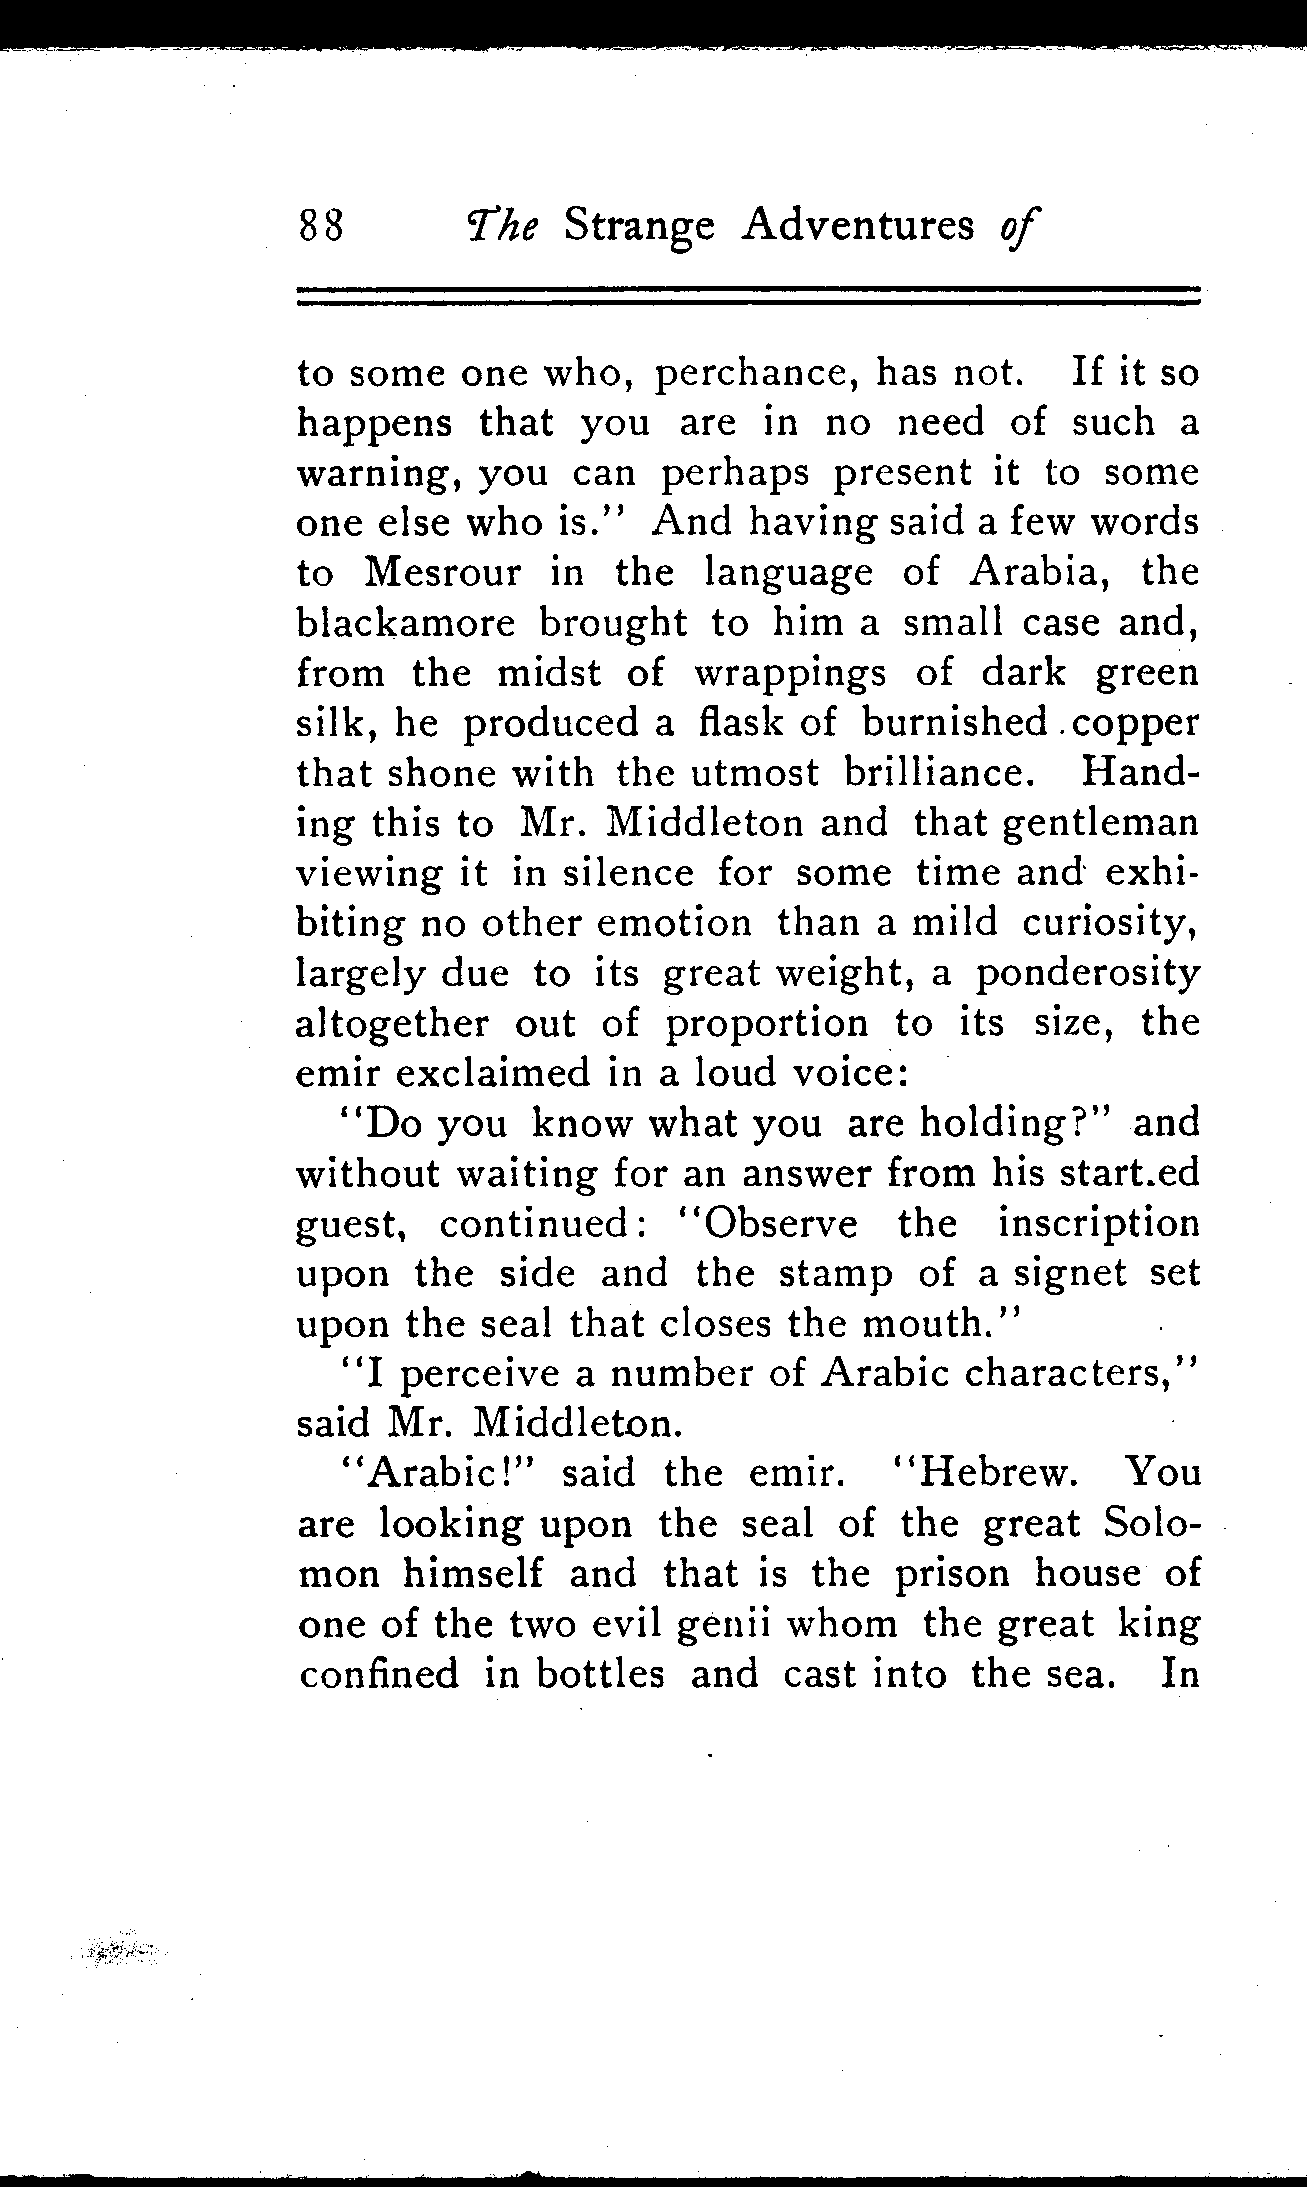 88 The Strange Adventures of
to some one who, perchance, has not. If it so
happens that you are in no need of such a
warning, you can perhaps present it to some
one else who is.'' And having said a few words
to Mesrour in the language of Arabia, the
blackamore brought to him a small case and,
from the midst of wrappings of dark green
silk, he produced a flask of burnished copper
that shone with the utmost brilliance. Hand-
ing this to Mr. Middleton and that gentleman
viewing it in silence for some time and exhi-
biting no other emotion than a mild curiosity,
largely due to its great weight, a ponderosity
altogether out of proportion to its size, the
emir exclaimed in a loud voice:
"Do you know what you are holding?" and
without waiting for an answer from his start.ed
guest, continued: "Observe the inscription
upon the side and the stamp of a signet set
upon the seal that closes the mouth."
"I perceive a number of Arabic characters,"
said Mr. Middleton.
"Arabic!" said the emir. "Hebrew. You
are looking upon the seal of the great Solo-
mon himself and that is the prison house of
one of the two evil genii whom the great king
confined in bottles and cast into the sea. In